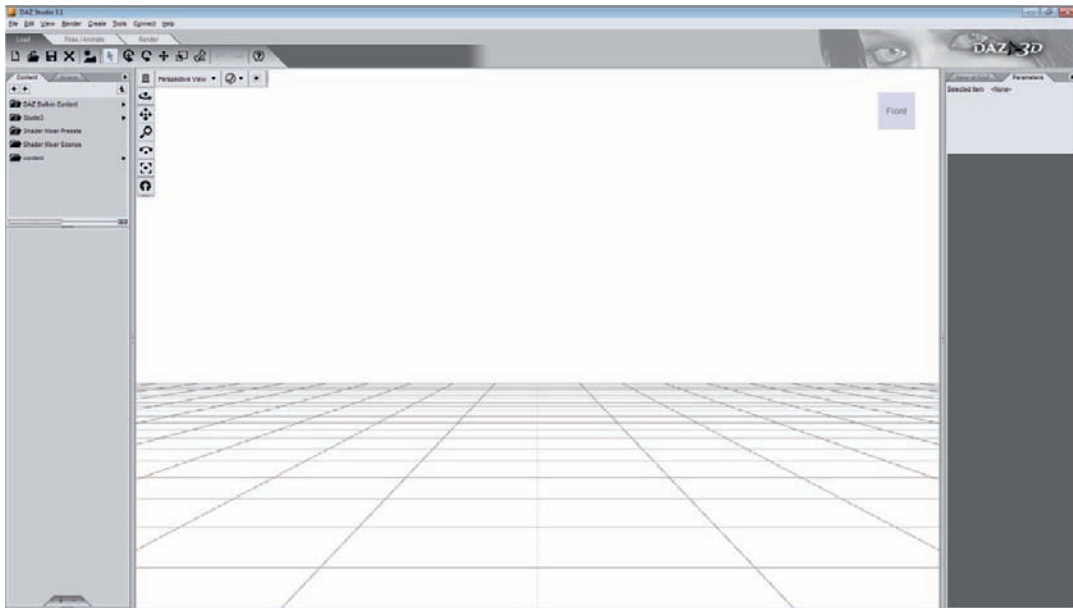 DAZ Studio 3.1
File Edit View Render Create Tools Connect Help
Load Pose / Animate Render
DAZ 3D
Content Scene
Perspective View
Parameters
Selected Item <None>
DAZ Built-in Content
Studio3
Shader Mixer Presets
Shader Mixer Scenes
content
Front